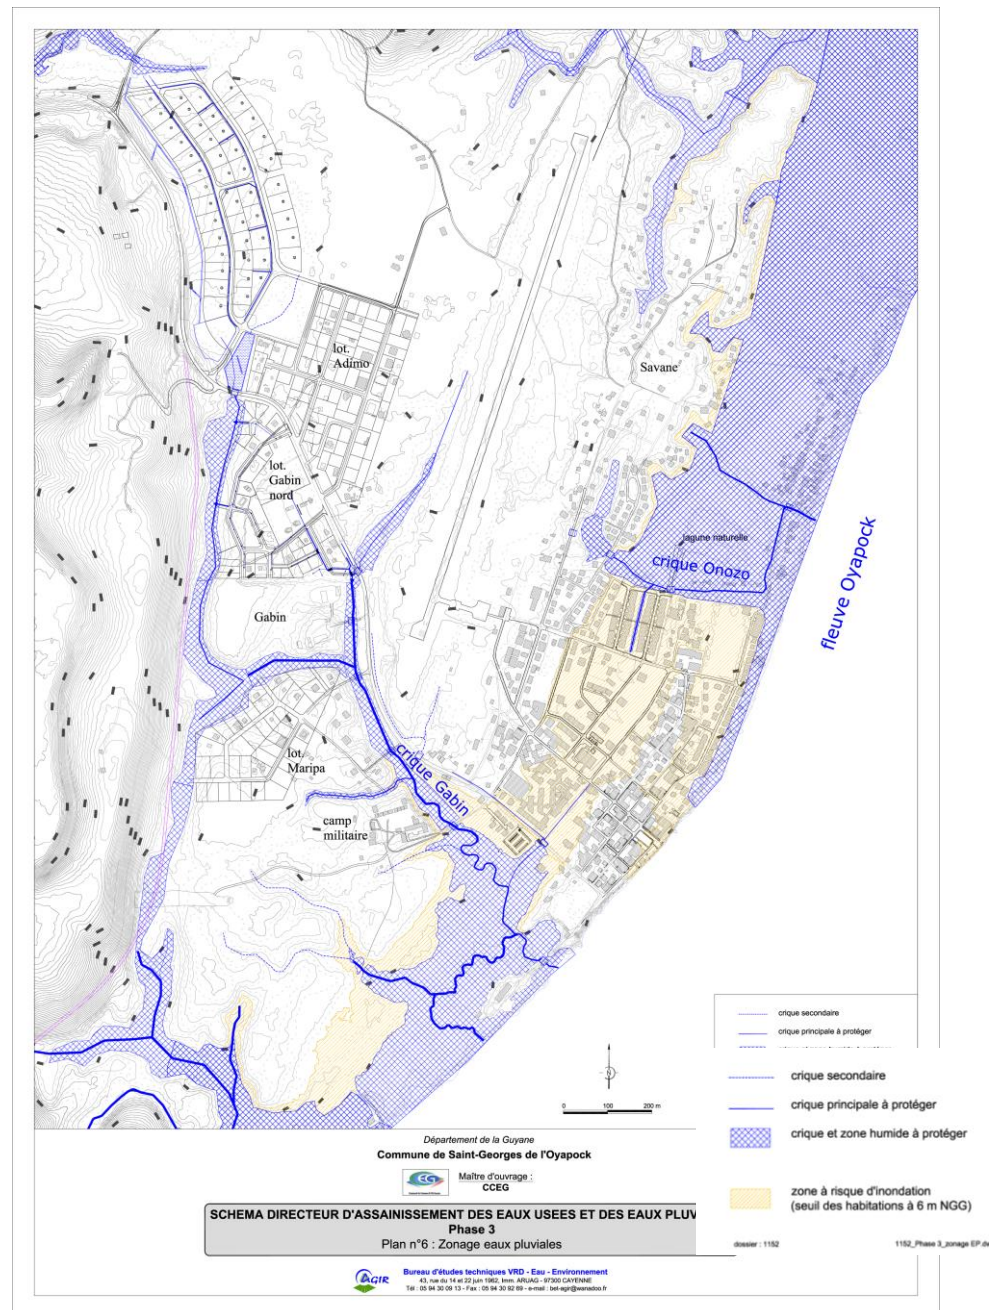 lot.
Adimo
Savane
lot.
Gabin
nord
lagune naturelle
crique Onozo
fleuve Oyapock
Gabin
lot.
Maripa
crique Gabin
camp
militaire
crique secondaire
crique principale à protéger
crique secondaire
crique principale à protéger
crique et zone humide à protéger
zone à risque d'inondation
(seuil des habitations à 6 m NGG)
dossier : 1152
1152_Phase 3_zonage EP.d
N
0 100 200 m
Département de la Guyane
Commune de Saint-Georges de l'Oyapock
Maître d'ouvrage :
CCEG
SCHEMA DIRECTEUR D'ASSAINISSEMENT DES EAUX USEES ET DES EAUX PLUV
Phase 3
Plan n°6 : Zonage eaux pluviales
AGIR
Bureau d'études techniques VRD - Eau - Environnement
43, rue du 14 et 22 juin 1962, Imm. ARUAG - 97300 CAYENNE
Tél : 05 94 30 09 13 - Fax : 05 94 30 92 69 - e-mail : bet-agir@wanadoo.fr